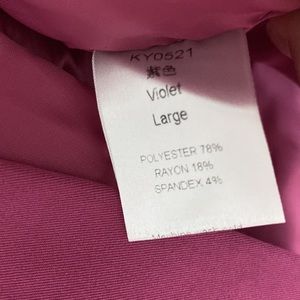 KY0521
紫色
Violet
Large
POLYESTER 78%
RAYON 18%
SPANDEX 4%